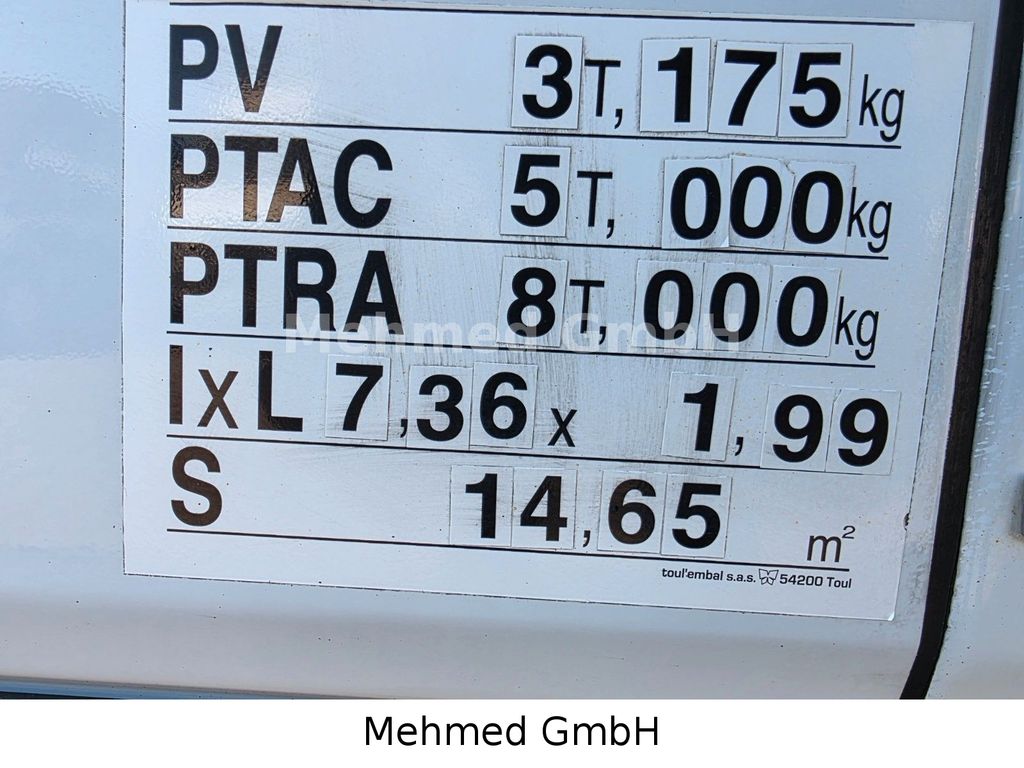 PV 3T, 175 kg
PTAC 5T, 000 kg
PTRA 8T, 000 kg
Mehmed GmbH
IxL 7,36 x 1,99
S 14,65 m²
toul'embal s.a.s. 54200 Toul
Mehmed GmbH